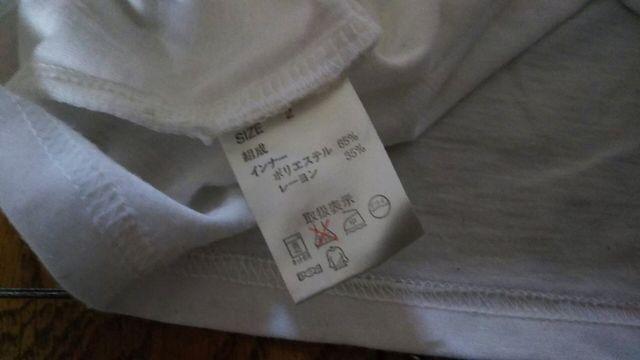 SIZE 2
組成
インナー
ポリエステル 65%
レーヨン 35%
取扱表示